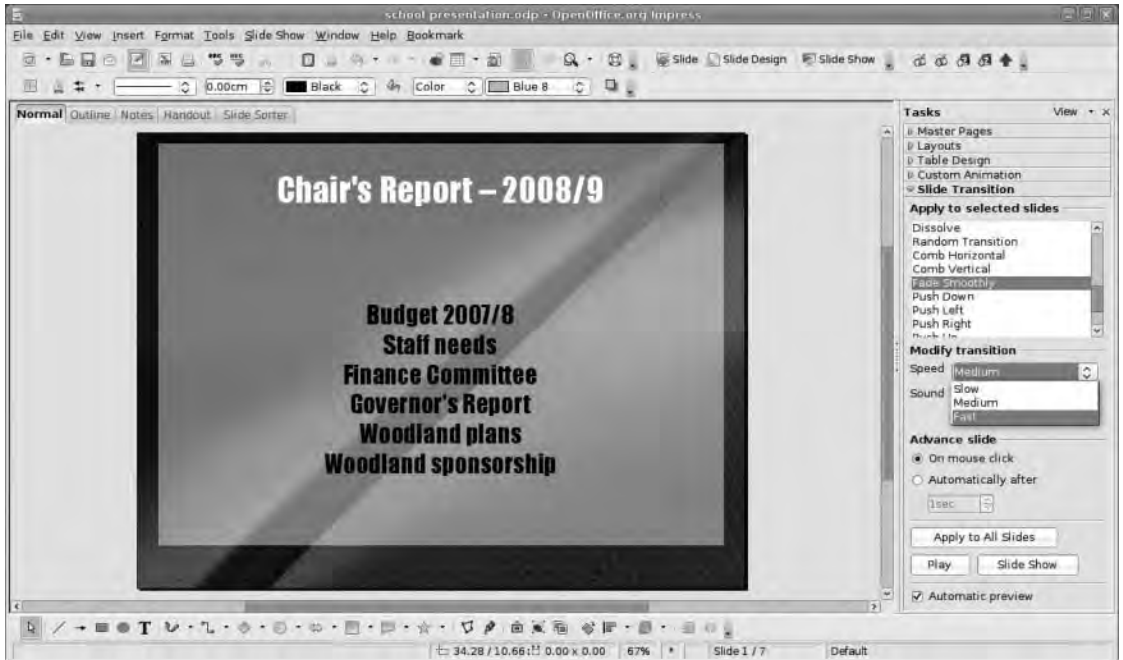 school presentation.odp - OpenOffice.org Impress
File Edit View Insert Format Tools Slide Show Window Help Bookmark
Slide Slide Design Slide Show
0.00cm Black Color Blue 8
Normal Outline Notes Handout Slide Sorter
Chair's Report – 2008/9
Budget 2007/8
Staff needs
Finance Committee
Governor's Report
Woodland plans
Woodland sponsorship
Tasks View
Master Pages
Layouts
Table Design
Custom Animation
Slide Transition
Apply to selected slides
Dissolve
Random Transition
Comb Horizontal
Comb Vertical
Fade Smoothly
Push Down
Push Left
Push Right
Push Up
Modify transition
Speed Medium
Slow
Sound
Medium
Fast
Advance slide
On mouse click
Automatically after
1sec
Apply to All Slides
Play Slide Show
Automatic preview
34.28 / 10.66 0.00 x 0.00 67% * Slide 1 / 7 Default